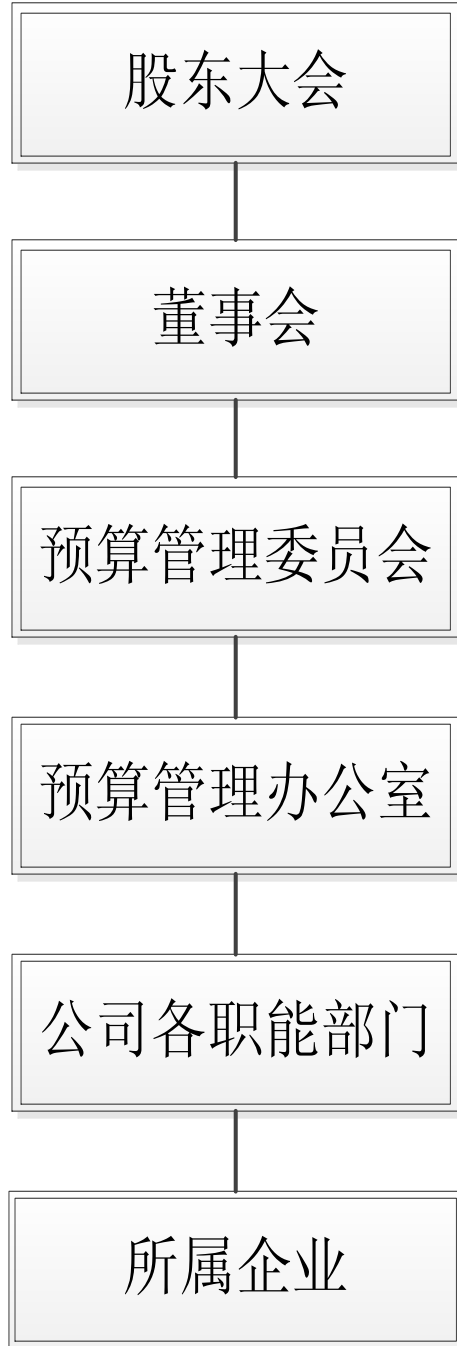 股东大会
董事会
预算管理委员会
预算管理办公室
公司各职能部门
所属企业